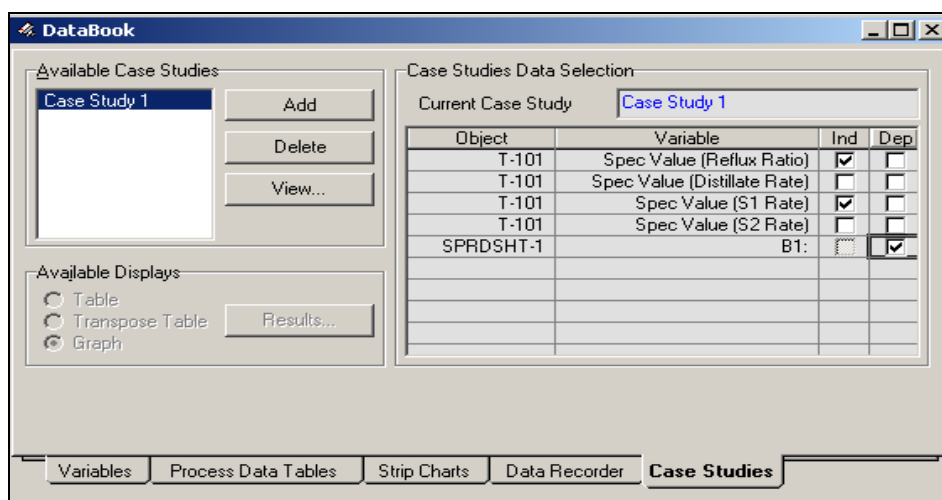 DataBook
Available Case Studies
Case Study 1
Add
Delete
View...
Available Displays
Table
Transpose Table
Graph
Results...
Case Studies Data Selection
Current Case Study Case Study 1
Object Variable Ind Dep
T-101 Spec Value (Reflux Ratio)
T-101 Spec Value (Distillate Rate)
T-101 Spec Value (S1 Rate)
T-101 Spec Value (S2 Rate)
SPRDSHT-1 B1:
Variables Process Data Tables Strip Charts Data Recorder Case Studies